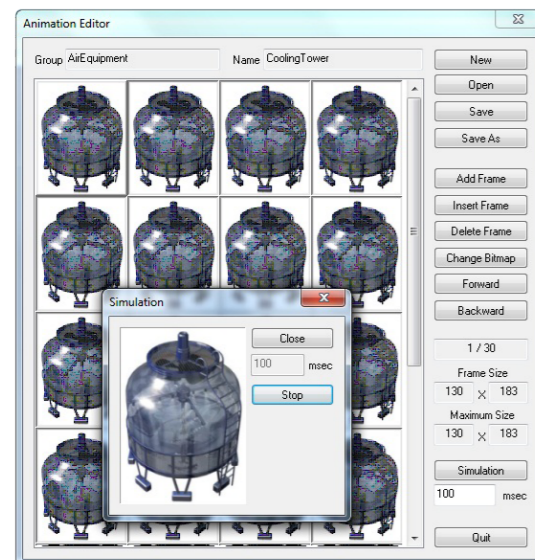 Animation Editor
Group AirEquipment Name CoolingTower
New
Open
Save
Save As
Add Frame
Insert Frame
Delete Frame
Change Bitmap
Forward
Backward
1 / 30
Frame Size
130 X 183
Maximum Size
130 X 183
Simulation
100 msec
Quit
Simulation
Close
100 msec
Stop